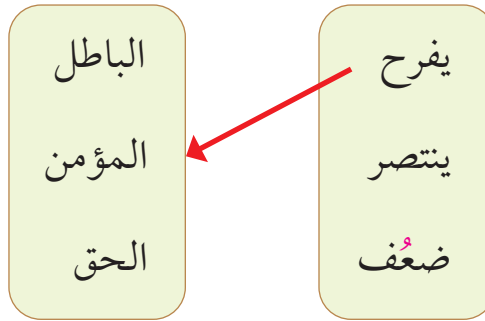 يفرح
ينتصر
ضعُف
الباطل
المؤمن
الحق